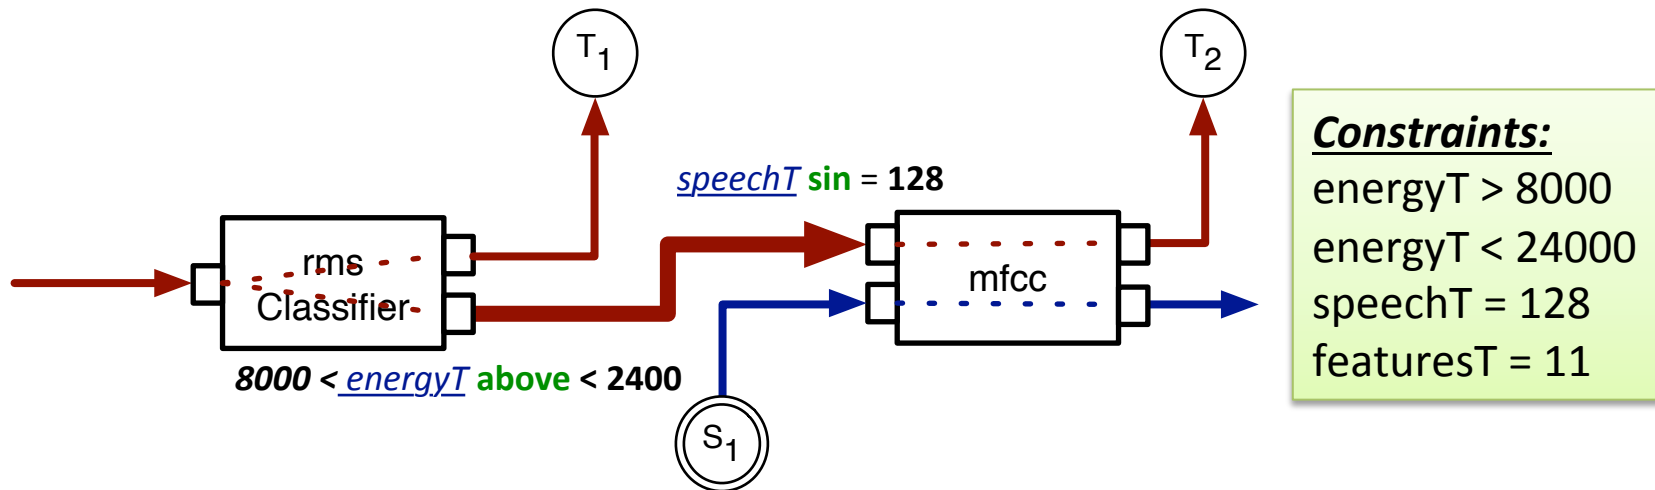 T1
T2
speechT sin = 128
rms
Classifier
mfcc
8000 < energyT above < 2400
S1
Constraints:
energyT > 8000
energyT < 24000
speechT = 128
featuresT = 11